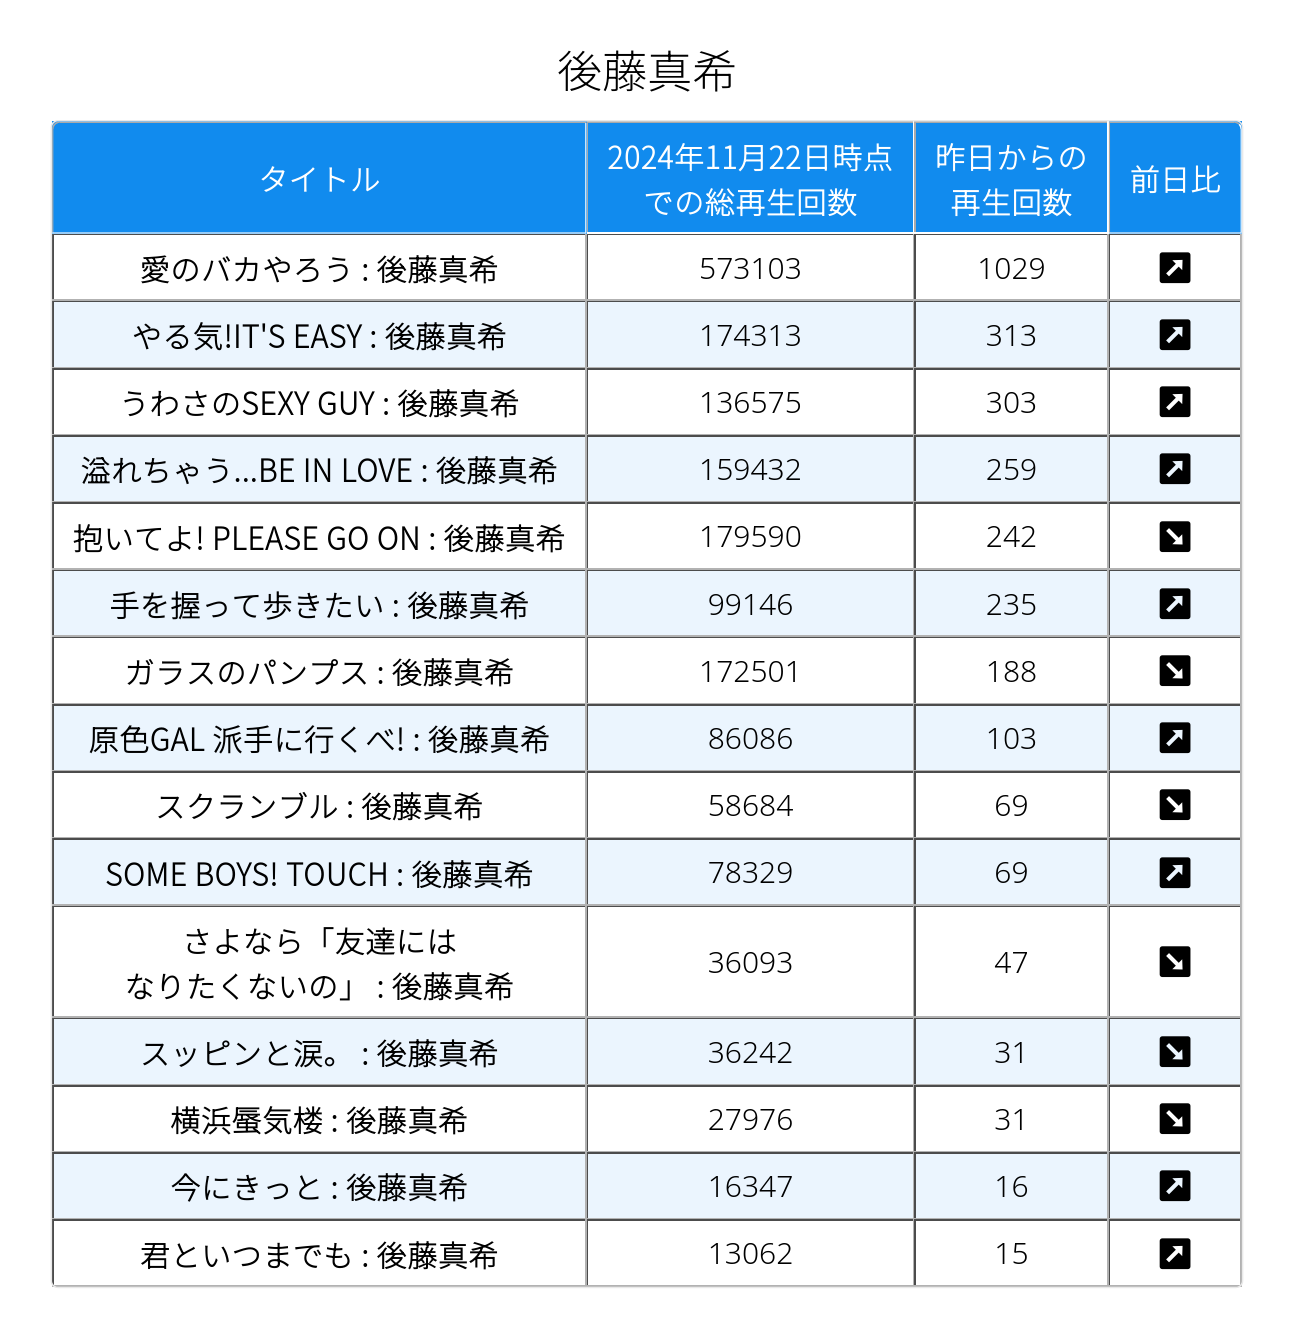 後藤真希
タイトル
2024年11月22日時点
での総再生回数
昨日からの
再生回数
前日比
愛のバカやろう : 後藤真希 573103 1029
やる気!IT'S EASY : 後藤真希 174313 313
うわさのSEXY GUY : 後藤真希 136575 303
溢れちゃう...BE IN LOVE : 後藤真希 159432 259
抱いてよ! PLEASE GO ON : 後藤真希 179590 242
手を握って歩きたい : 後藤真希 99146 235
ガラスのパンプス : 後藤真希 172501 188
原色GAL 派手に行くべ! : 後藤真希 86086 103
スクランブル : 後藤真希 58684 69
SOME BOYS! TOUCH : 後藤真希 78329 69
さよなら「友達には
なりたくないの」 : 後藤真希 36093 47
スッピンと涙。 : 後藤真希 36242 31
横浜蜃気楼 : 後藤真希 27976 31
今にきっと : 後藤真希 16347 16
君といつまでも : 後藤真希 13062 15